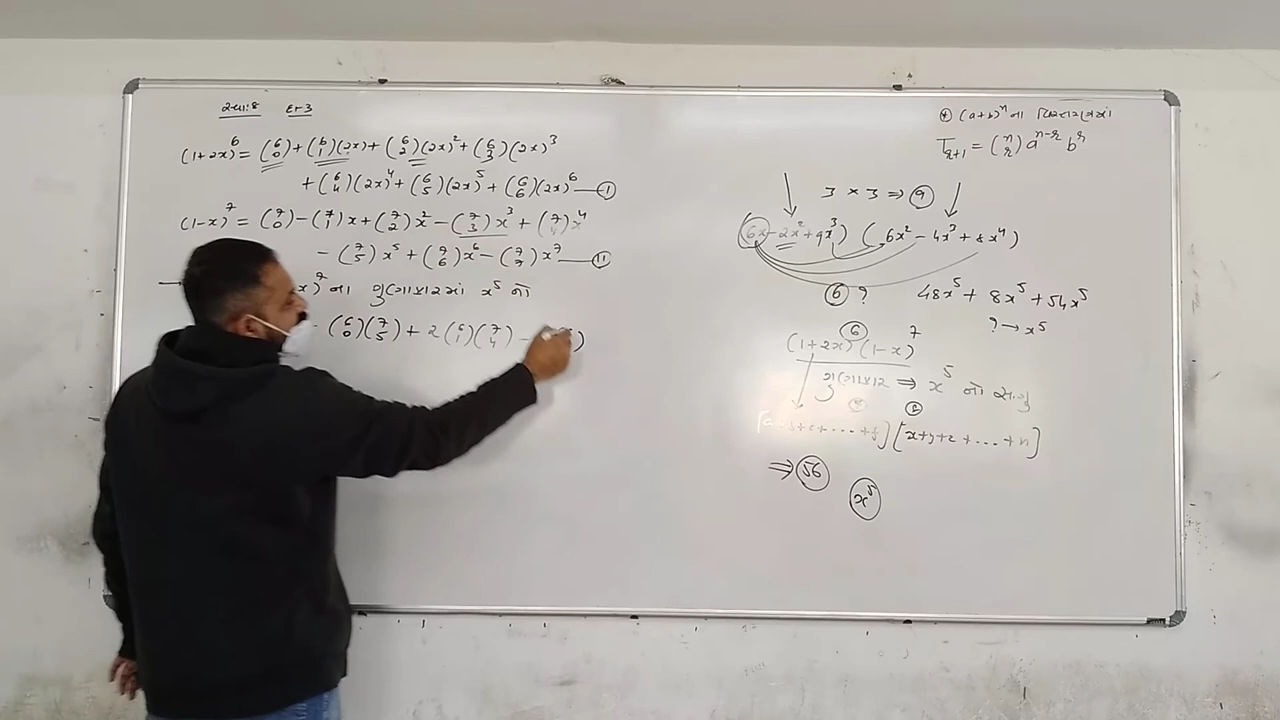 સ્વા:8 દા-3
(1+2x)^6 = (6 0) + (6 1)(2x) + (6 2)(2x)^2 + (6 3)(2x)^3
+ (6 4)(2x)^4 + (6 5)(2x)^5 + (6 6)(2x)^6 — I
(1-x)^7 = (7 0) - (7 1)x + (7 2)x^2 - (7 3)x^3 + (7 4)x^4
- (7 5)x^5 + (7 6)x^6 - (7 7)x^7 — II
x)^7 ના ગુણાકારમાં x^5 નો
- (6 0)(7 5) + 2(6 1)(7 4) -
* (a+b)^n ના વિસ્તરણમાં
T_{r+1} = (n r) a^{n-r} b^r
3 × 3 ⇒ 9
(6x - 2x^2 + 9x^3) (6x^2 - 4x^3 + 8x^4)
6 ? 48x^5 + 8x^5 + 54x^5
? → x^5
(1+2x)^6 (1-x)^7
ગુણાકાર ⇒ x^5 નો સહગુ
8
+ ... + ] [x+y+z+...+n]
⇒ 56
x^5